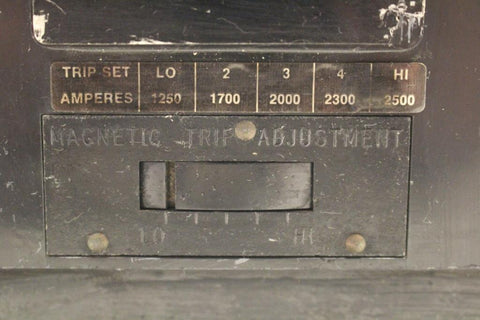 TRIP SET LO 2 3 4 HI
AMPERES 1250 1700 2000 2300 2500
MAGNETIC TRIP ADJUSTMENT
LO HI